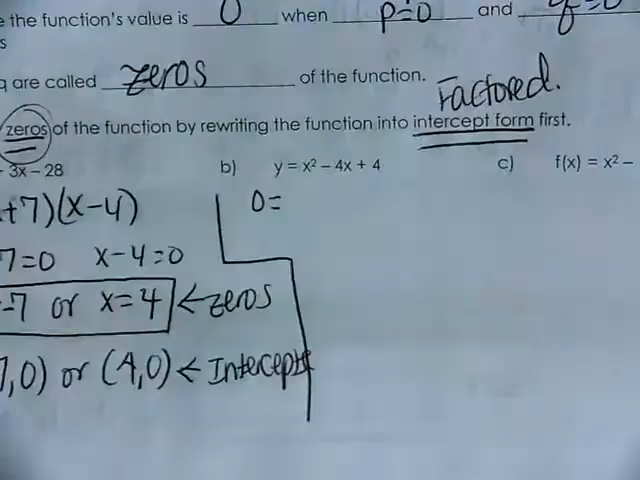 e the function's value is 0 when p=0 and
s
q are called zeros of the function.
Factored.
zeros of the function by rewriting the function into intercept form first.
- 3x – 28
b) y = x² – 4x + 4
c) f(x) = x² –
+7)(x-4)
0=
7=0 x-4=0
-7 or x=4 ← zeros
7,0) or (4,0) ← Intercepts